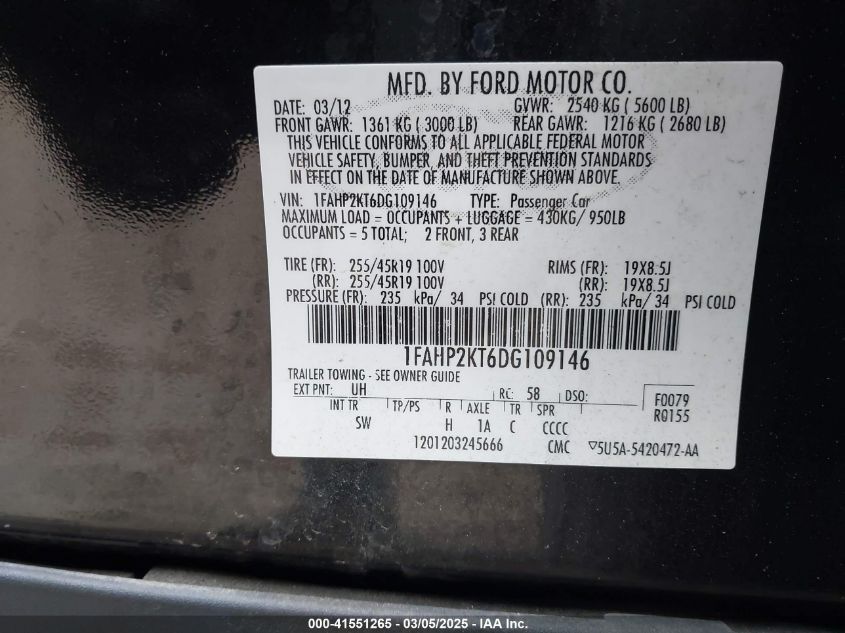 MFD. BY FORD MOTOR CO.
DATE: 03/12 GVWR: 2540 KG ( 5600 LB)
FRONT GAWR: 1361 KG ( 3000 LB) REAR GAWR: 1216 KG ( 2680 LB)
THIS VEHICLE CONFORMS TO ALL APPLICABLE FEDERAL MOTOR
VEHICLE SAFETY, BUMPER, AND THEFT PREVENTION STANDARDS
IN EFFECT ON THE DATE OF MANUFACTURE SHOWN ABOVE.
VIN: 1FAHP2KT6DG109146 TYPE: Passenger Car
MAXIMUM LOAD = OCCUPANTS + LUGGAGE = 430KG/ 950LB
OCCUPANTS = 5 TOTAL; 2 FRONT, 3 REAR
TIRE (FR): 255/45R19 100V RIMS (FR): 19X8.5J
(RR): 255/45R19 100V (RR): 19X8.5J
PRESSURE (FR): 235 kPa/ 34 PSI COLD (RR): 235 kPa/ 34 PSI COLD
1FAHP2KT6DG109146
TRAILER TOWING - SEE OWNER GUIDE
EXT PNT: UH RC: 58 DSO: F0079
INT TR TP/PS R AXLE TR SPR R0155
SW H 1A C CCCC
1201203245666 CMC ▽5U5A-5420472-AA
000-41551265 - 03/05/2025 - IAA Inc.